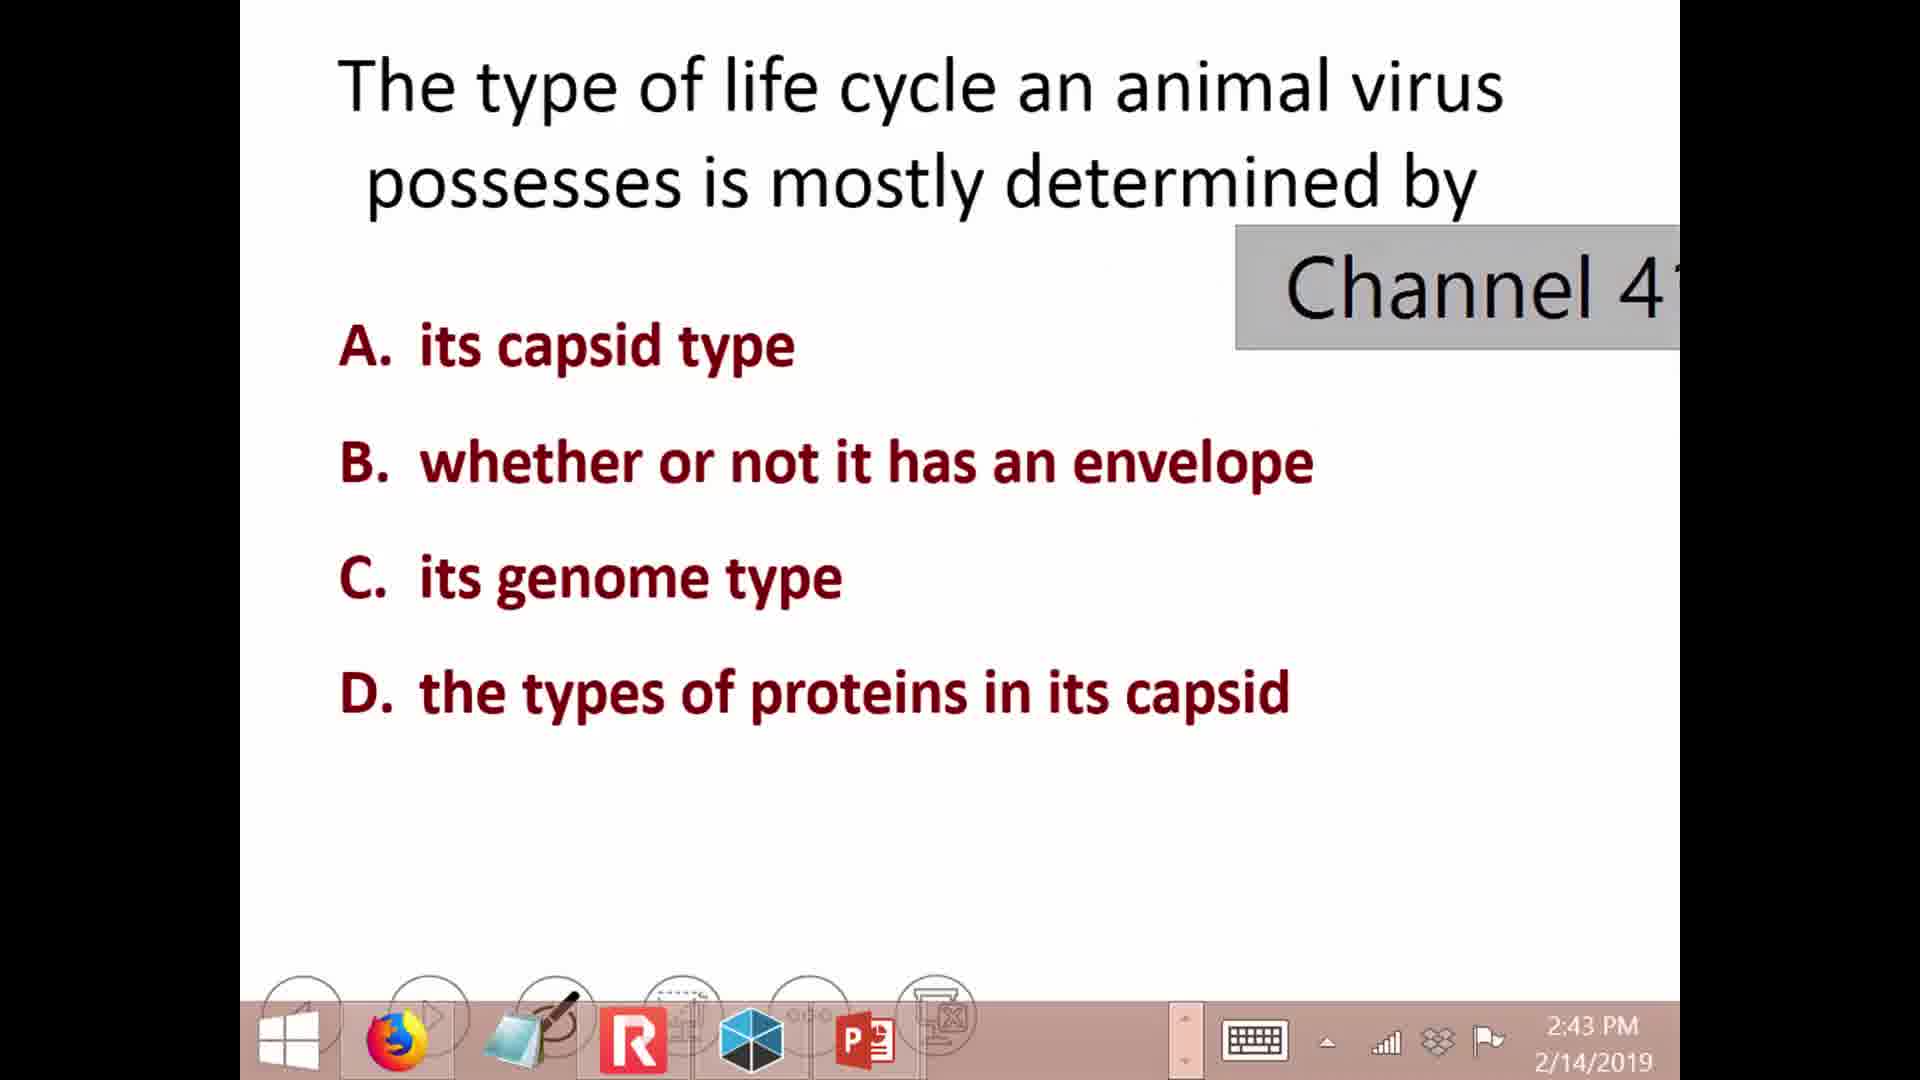 The type of life cycle an animal virus
possesses is mostly determined by
Channel 41
A. its capsid type
B. whether or not it has an envelope
C. its genome type
D. the types of proteins in its capsid
2:43 PM
2/14/2019